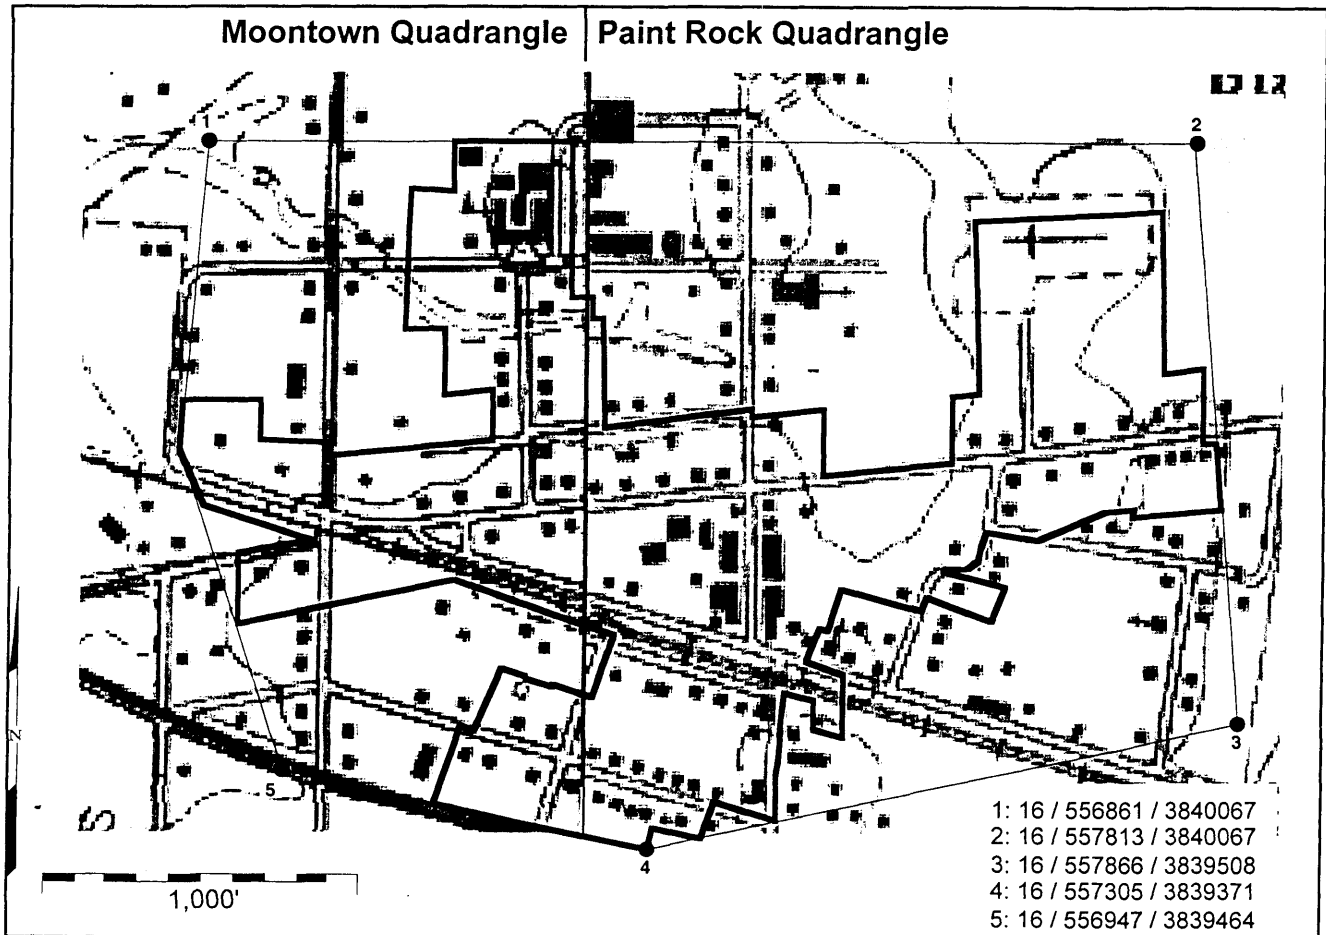 Moontown Quadrangle Paint Rock Quadrangle
1
2
3
4
5
N
1,000'
1: 16 / 556861 / 3840067
2: 16 / 557813 / 3840067
3: 16 / 557866 / 3839508
4: 16 / 557305 / 3839371
5: 16 / 556947 / 3839464